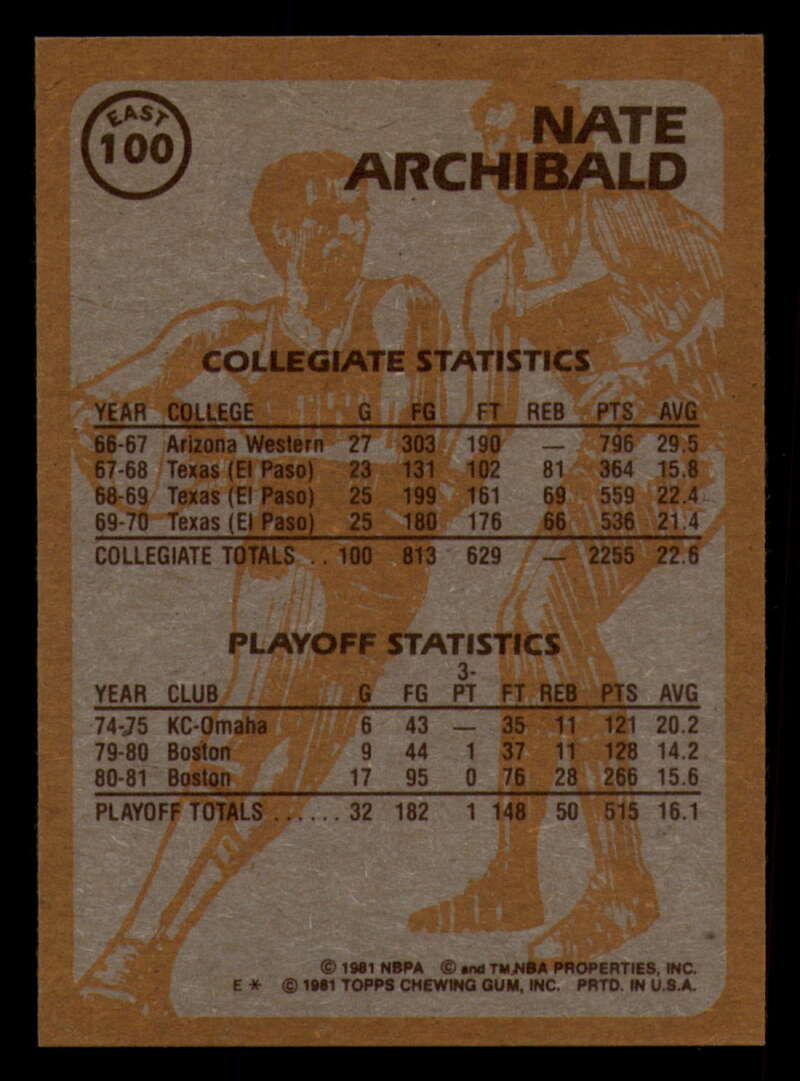 EAST
100
NATE
ARCHIBALD
COLLEGIATE STATISTICS
YEAR COLLEGE G FG FT REB PTS AVG
66-67 Arizona Western 27 303 190 — 796 29.5
67-68 Texas (El Paso) 23 131 102 81 364 15.8
68-69 Texas (El Paso) 25 199 161 69 559 22.4
69-70 Texas (El Paso) 25 180 176 66 536 21.4
COLLEGIATE TOTALS .. 100 813 629 — 2255 22.6
PLAYOFF STATISTICS
YEAR CLUB G FG 3-PT FT REB PTS AVG
74-75 KC-Omaha 6 43 — 35 11 121 20.2
79-80 Boston 9 44 1 37 11 128 14.2
80-81 Boston 17 95 0 76 28 266 15.6
PLAYOFF TOTALS ...... 32 182 1 148 50 515 16.1
© 1981 NBPA © and TM, NBA PROPERTIES, INC.
E * © 1981 TOPPS CHEWING GUM, INC. PRTD. IN U.S.A.